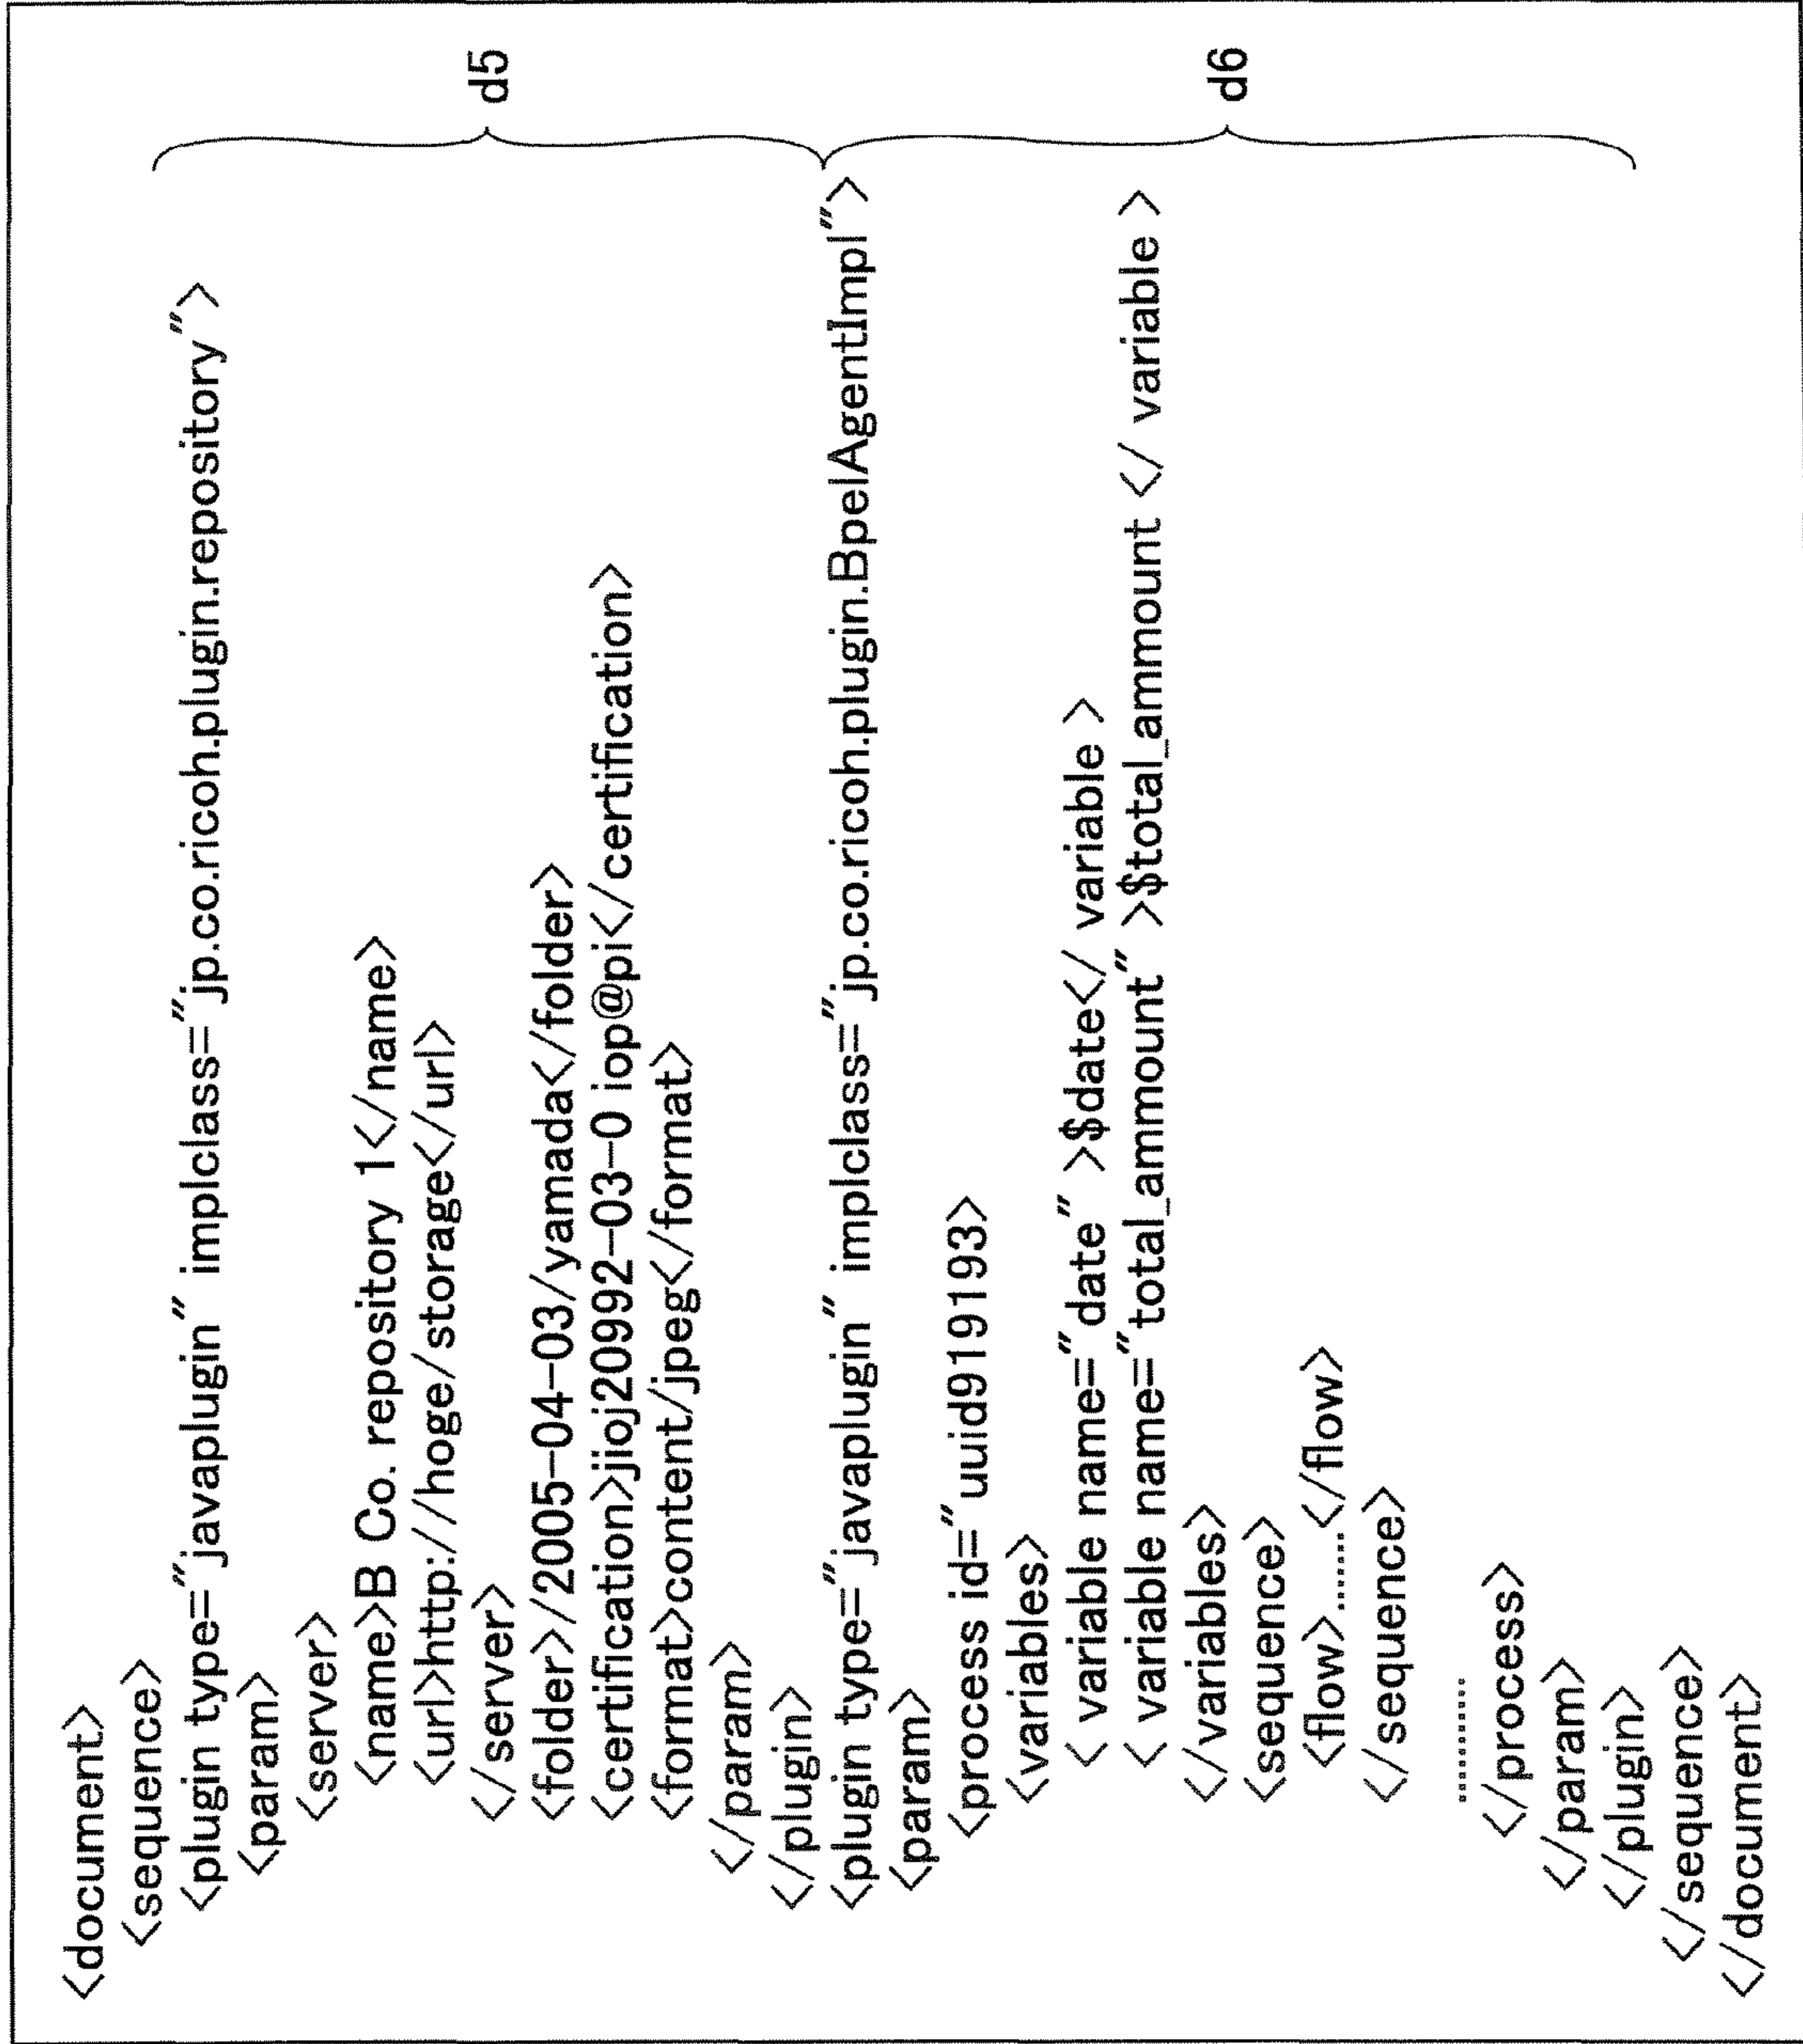 <document>
<sequence>
<plugin type="javaplugin" implclass="jp.co.ricoh.plugin.repository">
<param>
<server>
<name>B Co. repository 1</name>
<url>http://hoge/storage</url>
</server>
<folder>/2005-04-03/yamada</folder>
<certification>jioj20992-03-0 iop@pi</certification>
<format>content/jpeg</format>
</param>
</plugin>
d5
<plugin type="javaplugin" implclass="jp.co.ricoh.plugin.BpelAgentImpl">
<param>
<process id="uuid919193>
<variables>
< variable name="date" >$date</ variable >
< variable name="total_ammount" >$total_ammount </ variable >
</variables>
<sequence>
<flow>.......</flow>
</sequence>
..........
</process>
</param>
</plugin>
d6
</sequence>
</document>